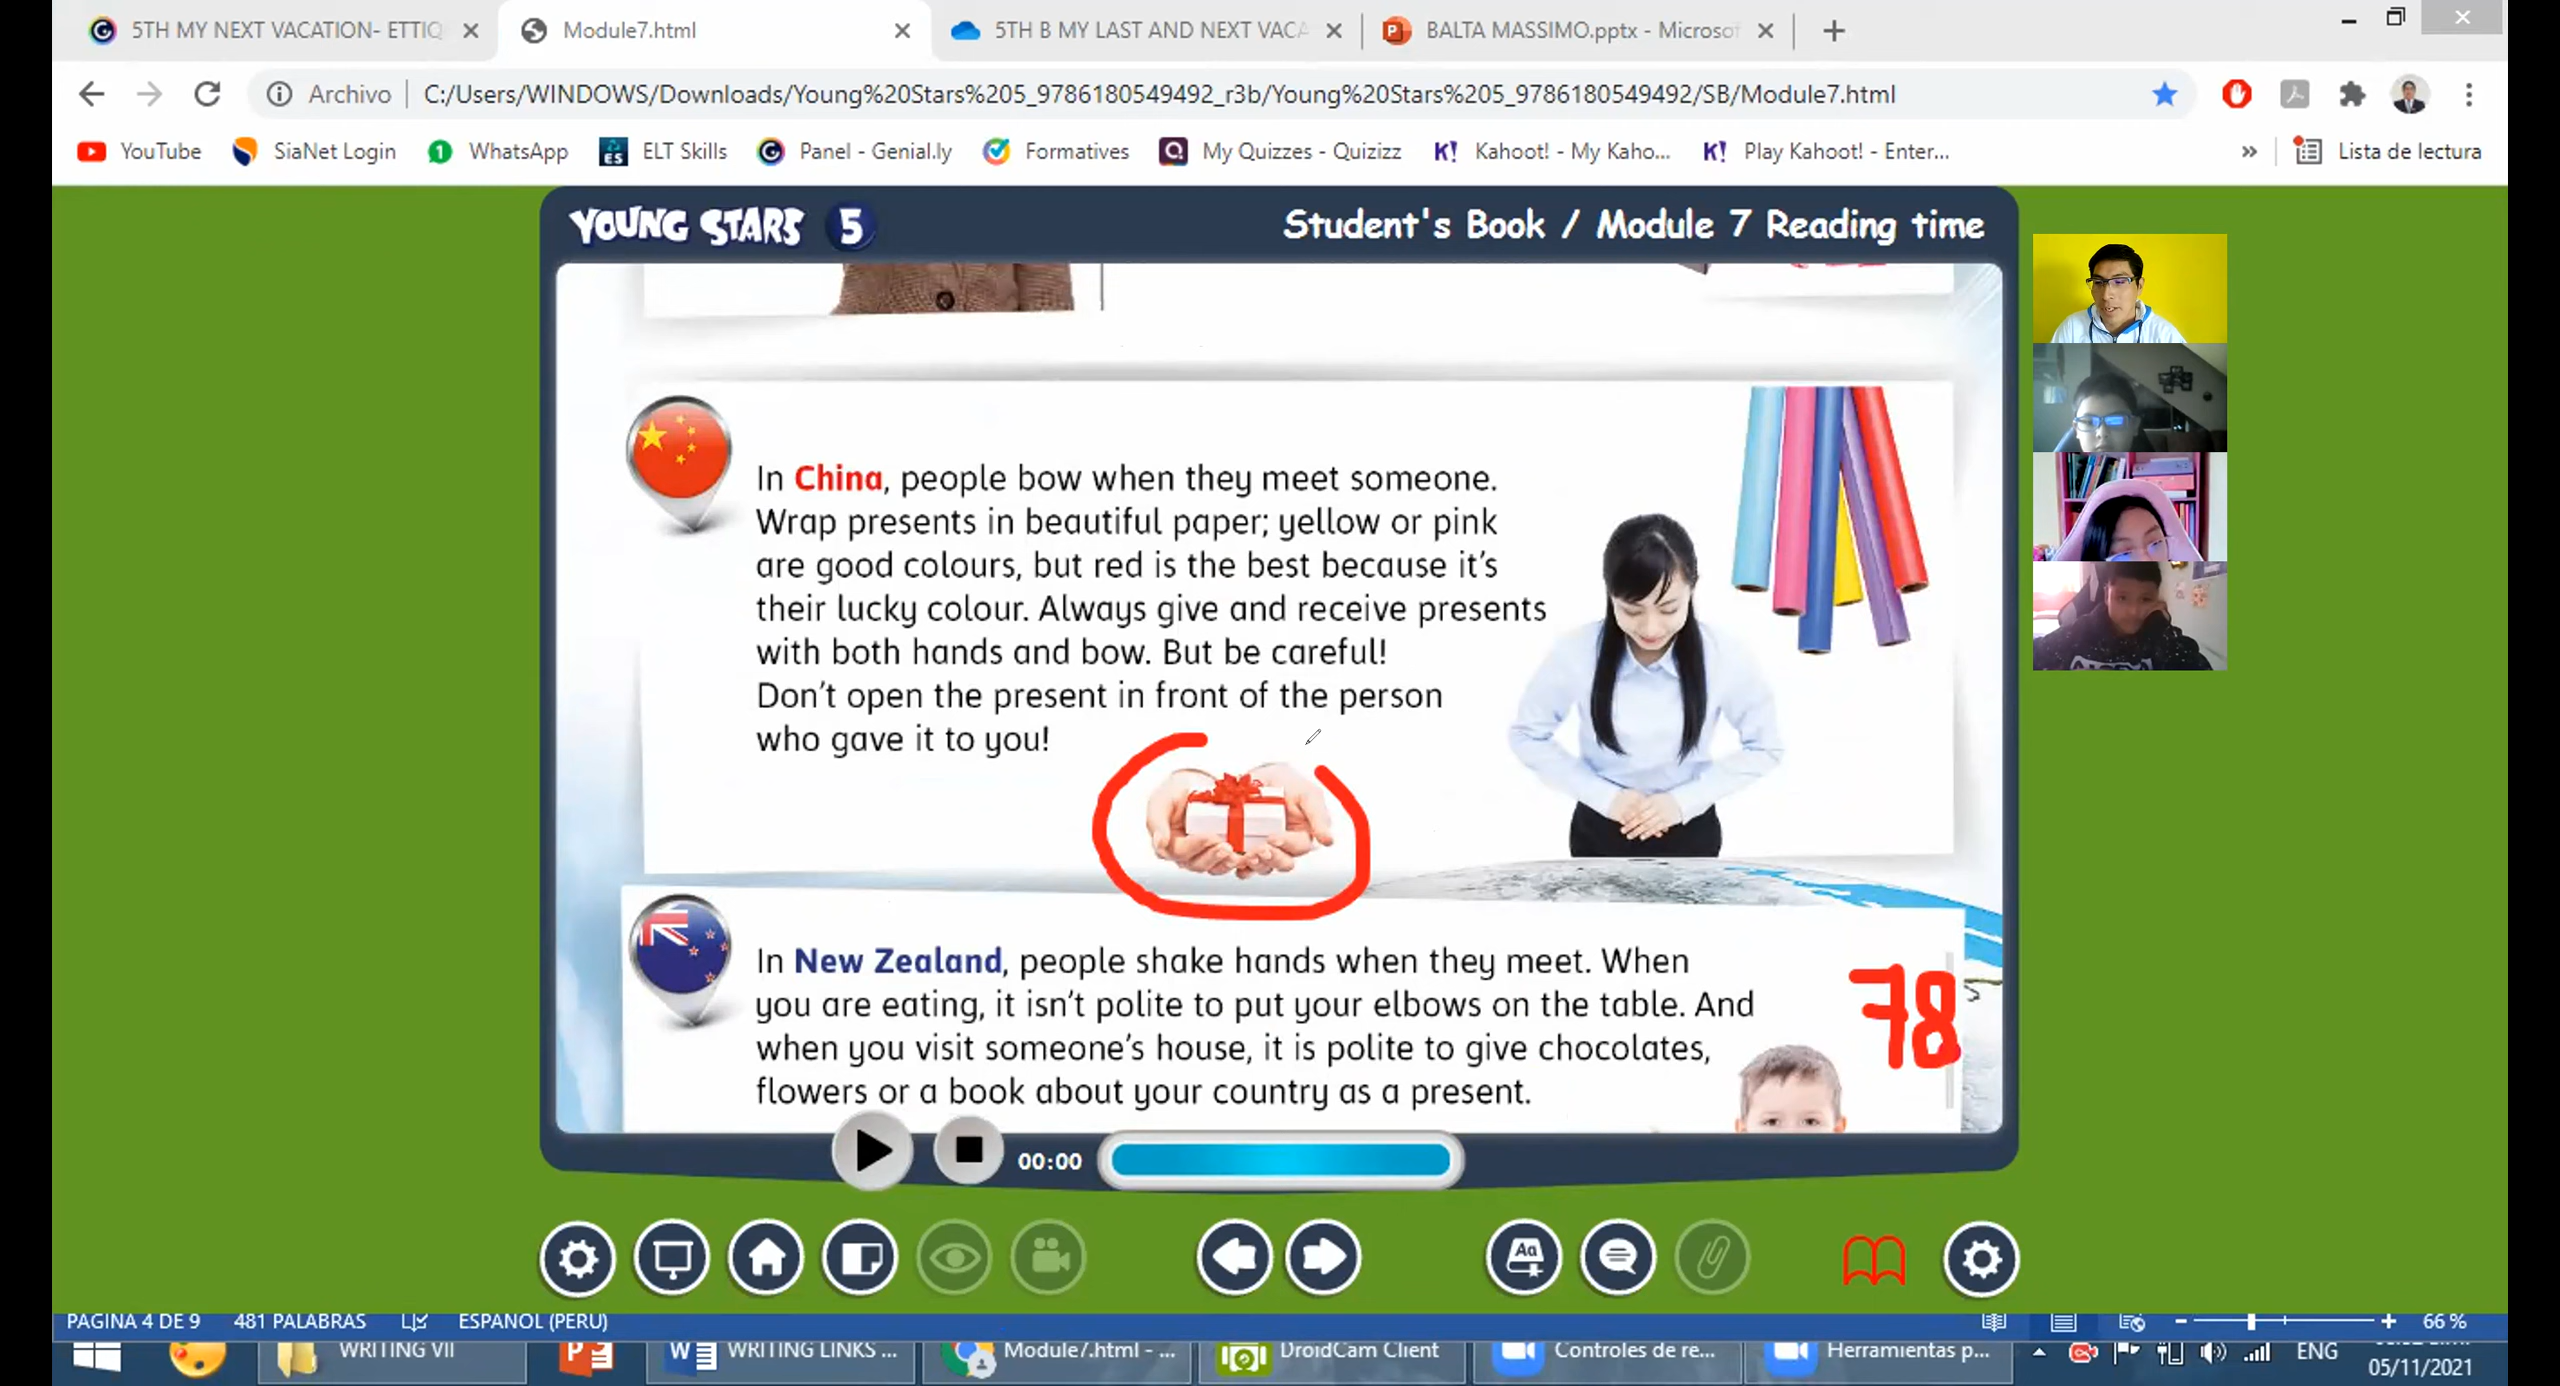 5TH MY NEXT VACATION- ETTIQ
Module7.html
5TH B MY LAST AND NEXT VACA
BALTA MASSIMO.pptx - Microsof
Archivo
C:/Users/WINDOWS/Downloads/Young%20Stars%205_9786180549492_r3b/Young%20Stars%205_9786180549492/SB/Module7.html
YouTube
SiaNet Login
WhatsApp
ELT Skills
Panel - Genial.ly
Formatives
My Quizzes - Quizizz
Kahoot! - My Kaho...
Play Kahoot! - Enter...
Lista de lectura
YOUNG STARS 5
Student's Book / Module 7 Reading time
In China, people bow when they meet someone.
Wrap presents in beautiful paper; yellow or pink
are good colours, but red is the best because it's
their lucky colour. Always give and receive presents
with both hands and bow. But be careful!
Don't open the present in front of the person
who gave it to you!
In New Zealand, people shake hands when they meet. When
you are eating, it isn't polite to put your elbows on the table. And
when you visit someone's house, it is polite to give chocolates,
flowers or a book about your country as a present.
78
00:00
Aa
PÁGINA 4 DE 9
481 PALABRAS
ESPAÑOL (PERÚ)
66 %
WRITING VII
WRITING LINKS ...
Module7.html - ...
DroidCam Client
Controles de re...
Herramientas p...
ENG
05/11/2021